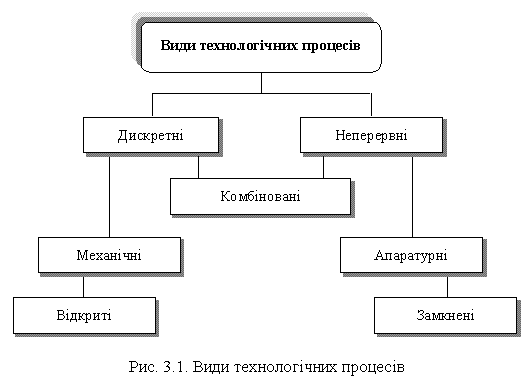 Види технологічних процесів
Дискретні
Неперервні
Комбіновані
Механічні
Апаратурні
Відкриті
Замкнені
Рис. 3.1. Види технологічних процесів